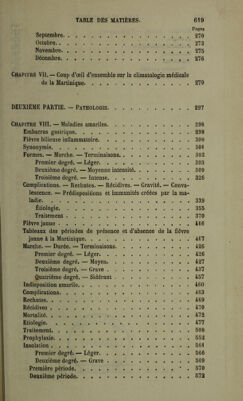 TABLE DES MATIÈRES. 619
Pages
Septembre. 270
Octobre. 273
Novembre. 275
Décembre. 276
CHAPITRE VII. — Coup d'œil d'ensemble sur la climatologie médicale
de la Martinique. 279
DEUXIÈME PARTIE. — PATHOLOGIE. 297
CHAPITRE VIII. — Maladies amariles. 298
Embarras gastrique. 298
Fièvre bilieuse inflammatoire. 300
Synonymie. 301
Formes. — Marche. — Terminaisons. 302
Premier degré. — Léger. 303
Deuxième degré. — Moyenne intensité. 309
Troisième degré. — Intense. 326
Complications. — Rechutes. — Récidives. — Gravité. — Conva-
lescence. — Prédispositions et immunités créées par la ma-
ladie. 339
Étiologie. 355
Traitement 370
Fièvre jaune 416
Tableaux des périodes de présence et d'absence de la fièvre
jaune à la Martinique. 417
Marche. — Durée. — Terminaisons. 426
Premier degré. — Léger. 426
Deuxième degré. — Moyen. 427
Troisième degré. — Grave 437
Quatrième degré. — Sidérant 457
Indisposition amarile. 460
Complications. 463
Rechutes. 469
Récidives 470
Mortalité. 472
Étiologie. 477
Traitement. 508
Prophylaxie. 552
Insolation 564
Premier degré. — Léger. 566
Deuxième degré. — Grave 569
Première période. 570
Deuxième période. 572